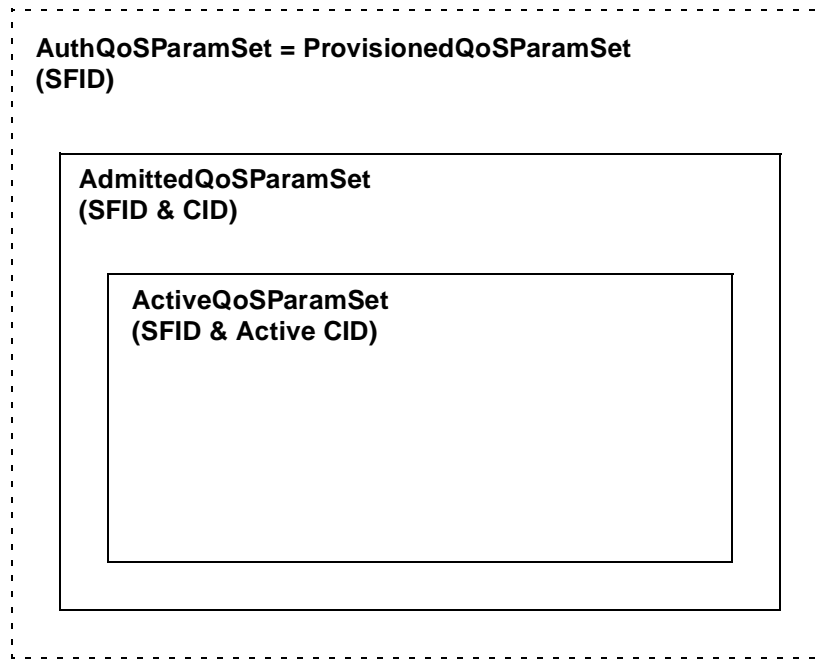 AuthQoSParamSet = ProvisionedQoSParamSet
(SFID)
AdmittedQoSParamSet
(SFID & CID)
ActiveQoSParamSet
(SFID & Active CID)